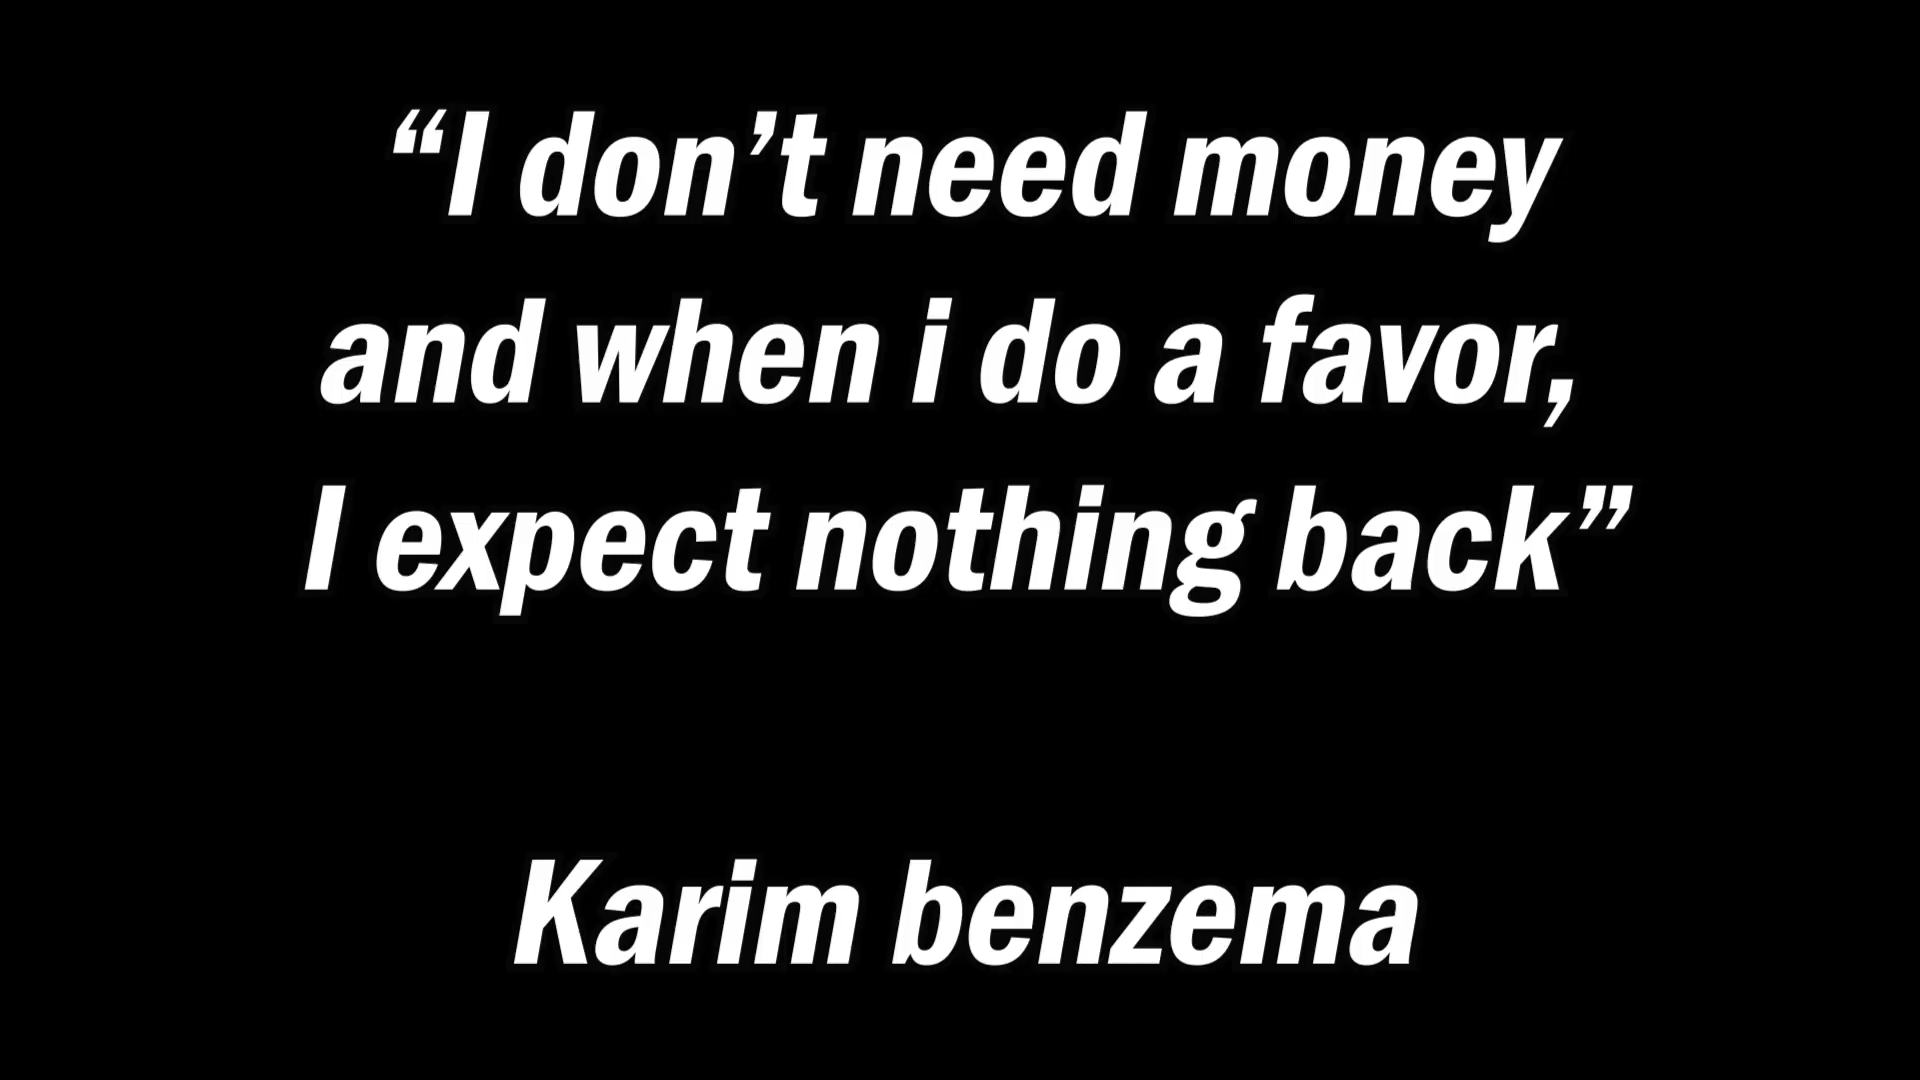 “I don’t need money
and when i do a favor,
I expect nothing back”
Karim benzema